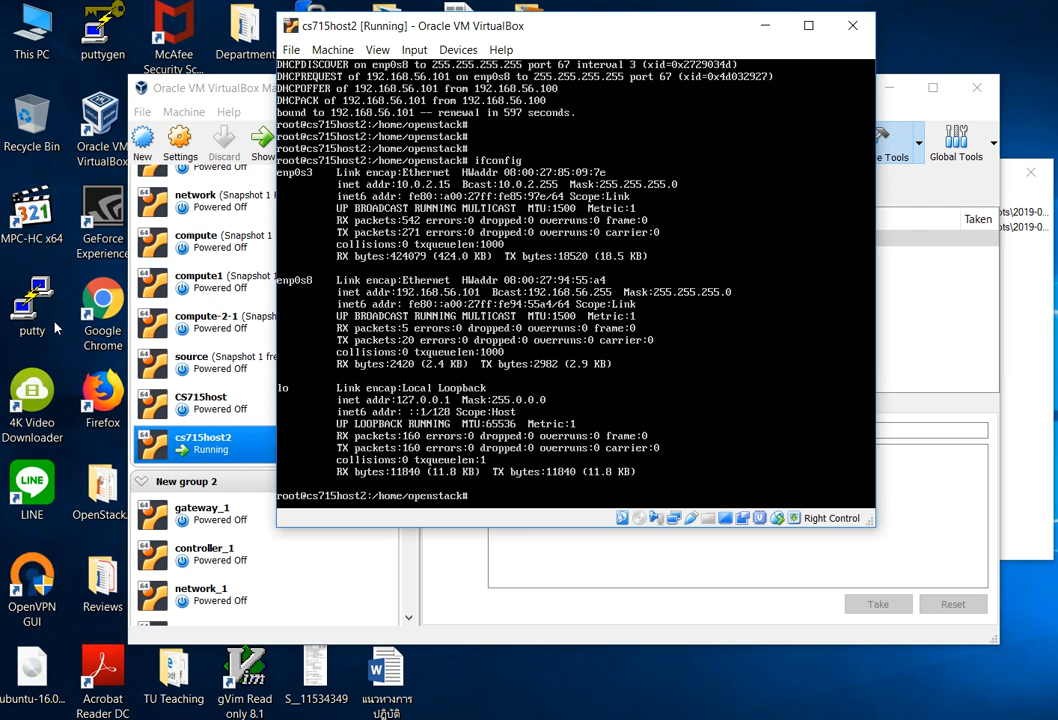 This PC
puttygen
McAfee
Security Sc...
Department
Recycle Bin
Oracle VM
VirtualBox
MPC-HC x64
GeForce
Experience
putty
Google
Chrome
4K Video
Downloader
Firefox
LINE
OpenStack.
OpenVPN
GUI
Reviews
ubuntu-16.0...
Acrobat
Reader DC
TU Teaching
gVim Read
only 8.1
S__11534349
แนวทางการ
ปฏิบัติ
Oracle VM VirtualBox Ma
File Machine Help
New
Settings
Discard
Show
Powered Off
network (Snapshot 1
Powered Off
compute (Snapshot 1
Powered Off
compute1 (Snapshot 1
Powered Off
compute-2-1 (Snapshot
Powered Off
source (Snapshot 1 fre
Powered Off
CS715host
Powered Off
cs715host2
Running
New group 2
gateway_1
Powered Off
controller_1
Powered Off
network_1
Powered Off
e Tools
Global Tools
Taken
ots\2019-0...
ts\2019-0...
Take
Reset
cs715host2 [Running] - Oracle VM VirtualBox
File Machine View Input Devices Help
DHCPDISCOVER on enp0s8 to 255.255.255.255 port 67 interval 3 (xid=0x2729034d)
DHCPREQUEST of 192.168.56.101 on enp0s8 to 255.255.255.255 port 67 (xid=0x4d032927)
DHCPOFFER of 192.168.56.101 from 192.168.56.100
DHCPACK of 192.168.56.101 from 192.168.56.100
bound to 192.168.56.101 -- renewal in 597 seconds.
root@cs715host2:/home/openstack#
root@cs715host2:/home/openstack#
root@cs715host2:/home/openstack#
root@cs715host2:/home/openstack# ifconfig
enp0s3 Link encap:Ethernet HWaddr 08:00:27:85:09:7e
inet addr:10.0.2.15 Bcast:10.0.2.255 Mask:255.255.255.0
inet6 addr: fe80::a00:27ff:fe85:97e/64 Scope:Link
UP BROADCAST RUNNING MULTICAST MTU:1500 Metric:1
RX packets:542 errors:0 dropped:0 overruns:0 frame:0
TX packets:271 errors:0 dropped:0 overruns:0 carrier:0
collisions:0 txqueuelen:1000
RX bytes:424079 (424.0 KB) TX bytes:18520 (18.5 KB)
enp0s8 Link encap:Ethernet HWaddr 08:00:27:94:55:a4
inet addr:192.168.56.101 Bcast:192.168.56.255 Mask:255.255.255.0
inet6 addr: fe80::a00:27ff:fe94:55a4/64 Scope:Link
UP BROADCAST RUNNING MULTICAST MTU:1500 Metric:1
RX packets:5 errors:0 dropped:0 overruns:0 frame:0
TX packets:20 errors:0 dropped:0 overruns:0 carrier:0
collisions:0 txqueuelen:1000
RX bytes:2420 (2.4 KB) TX bytes:2982 (2.9 KB)
lo Link encap:Local Loopback
inet addr:127.0.0.1 Mask:255.0.0.0
inet6 addr: ::1/128 Scope:Host
UP LOOPBACK RUNNING MTU:65536 Metric:1
RX packets:160 errors:0 dropped:0 overruns:0 frame:0
TX packets:160 errors:0 dropped:0 overruns:0 carrier:0
collisions:0 txqueuelen:1
RX bytes:11840 (11.8 KB) TX bytes:11840 (11.8 KB)
root@cs715host2:/home/openstack#
Right Control